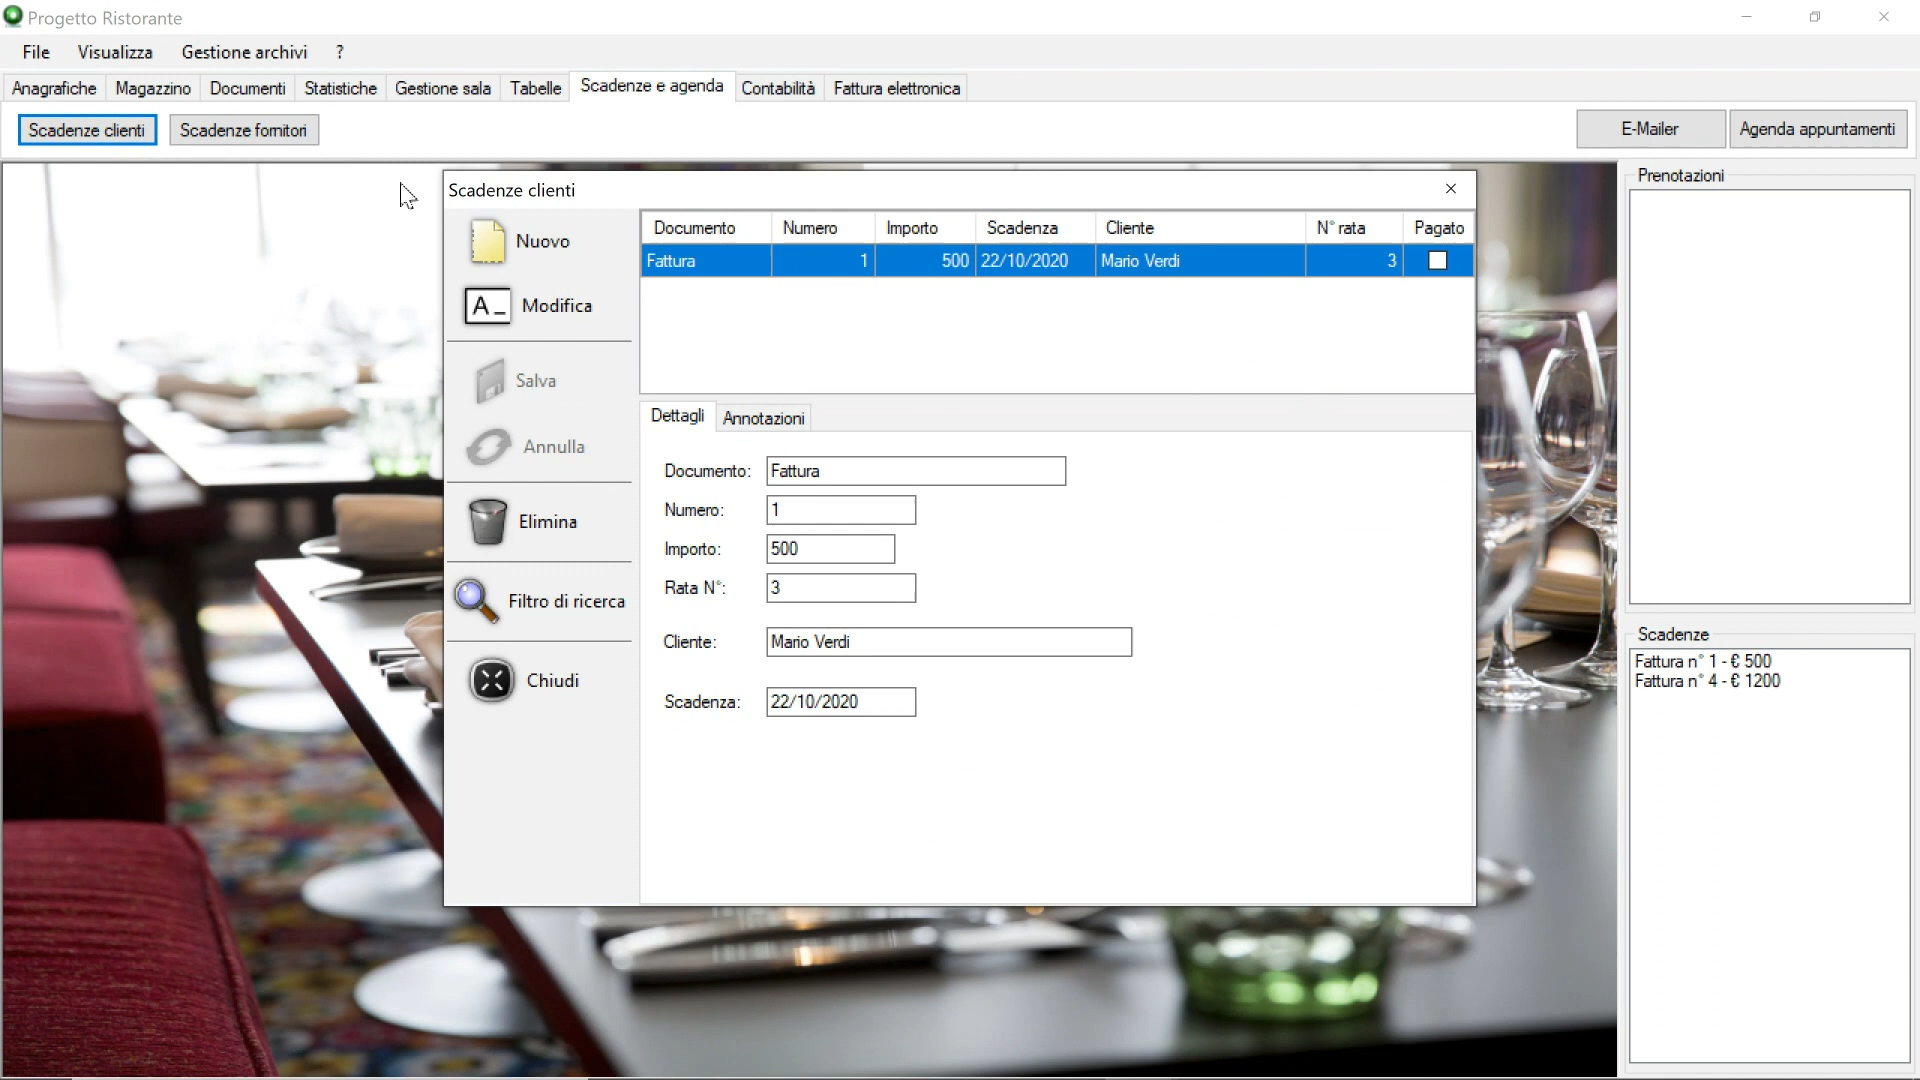 Progetto Ristorante
File Visualizza Gestione archivi ?
Anagrafiche Magazzino Documenti Statistiche Gestione sala Tabelle Scadenze e agenda Contabilità Fattura elettronica
Scadenze clienti Scadenze fornitori E-Mailer Agenda appuntamenti
Scadenze clienti
Nuovo
Modifica
Salva
Annulla
Elimina
Filtro di ricerca
Chiudi
Documento Numero Importo Scadenza Cliente N° rata Pagato
Fattura 1 500 22/10/2020 Mario Verdi 3
Dettagli Annotazioni
Documento: Fattura
Numero: 1
Importo: 500
Rata N°: 3
Cliente: Mario Verdi
Scadenza: 22/10/2020
Prenotazioni
Scadenze
Fattura n° 1 - € 500
Fattura n° 4 - € 1200